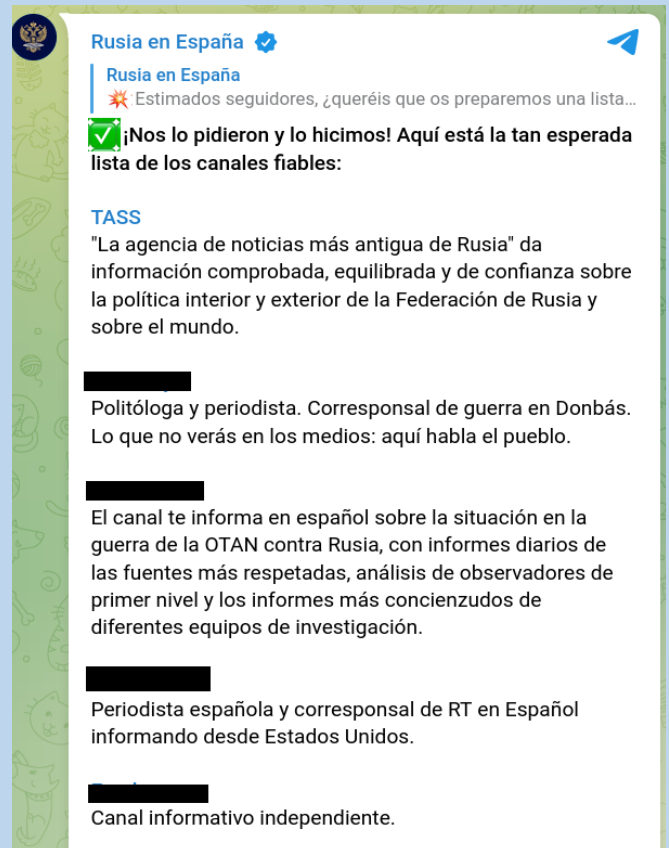 Rusia en España
Rusia en España
💥 Estimados seguidores, ¿queréis que os preparemos una lista...
✅ ¡Nos lo pidieron y lo hicimos! Aquí está la tan esperada
lista de los canales fiables:
TASS
"La agencia de noticias más antigua de Rusia" da
información comprobada, equilibrada y de confianza sobre
la política interior y exterior de la Federación de Rusia y
sobre el mundo.
Politóloga y periodista. Corresponsal de guerra en Donbás.
Lo que no verás en los medios: aquí habla el pueblo.
El canal te informa en español sobre la situación en la
guerra de la OTAN contra Rusia, con informes diarios de
las fuentes más respetadas, análisis de observadores de
primer nivel y los informes más concienzudos de
diferentes equipos de investigación.
Periodista española y corresponsal de RT en Español
informando desde Estados Unidos.
Canal informativo independiente.